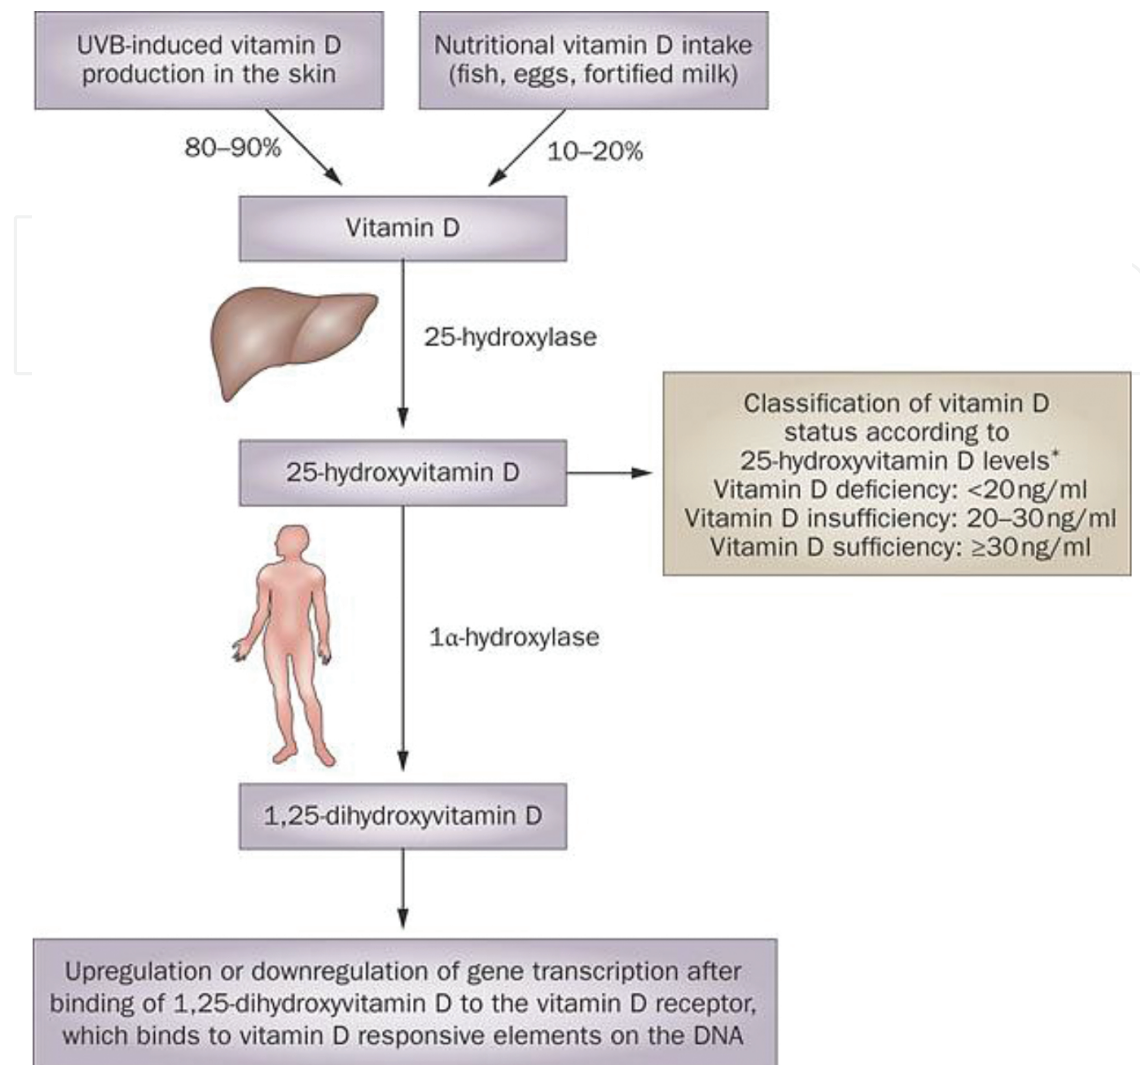 UVB-induced vitamin D
production in the skin
Nutritional vitamin D intake
(fish, eggs, fortified milk)
80–90%
10–20%
Vitamin D
25-hydroxylase
25-hydroxyvitamin D
Classification of vitamin D
status according to
25-hydroxyvitamin D levels*
Vitamin D deficiency: <20 ng/ml
Vitamin D insufficiency: 20–30 ng/ml
Vitamin D sufficiency: ≥30 ng/ml
1α-hydroxylase
1,25-dihydroxyvitamin D
Upregulation or downregulation of gene transcription after
binding of 1,25-dihydroxyvitamin D to the vitamin D receptor,
which binds to vitamin D responsive elements on the DNA